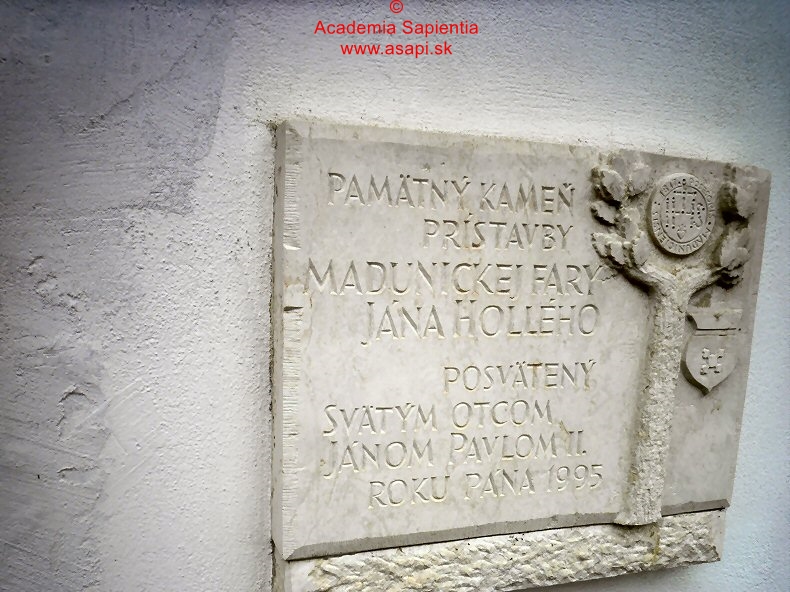 ©
Academia Sapientia
www.asapi.sk
PAMÄTNÝ KAMEŇ
PRÍSTAVBY
MADUNICKEJ FARY
JÁNA HOLLÉHO
POSVÄTENÝ
SVÄTÝM OTCOM
JÁNOM PAVLOM II.
ROKU PÁNA 1995